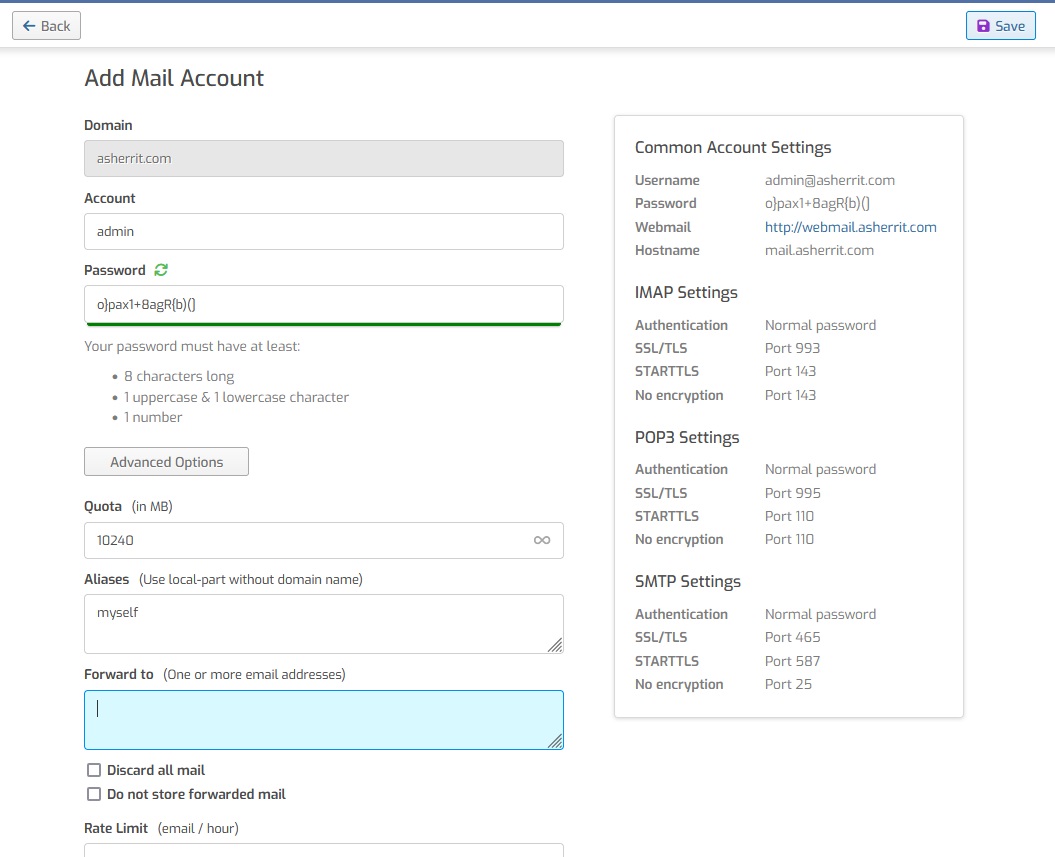 Back
Save
Add Mail Account
Domain
asherrit.com
Account
admin
Password
o}pax1+8agR{b)(]
Your password must have at least:
• 8 characters long
• 1 uppercase & 1 lowercase character
• 1 number
Advanced Options
Quota (in MB)
10240
Aliases (Use local-part without domain name)
myself
Forward to (One or more email addresses)
Discard all mail
Do not store forwarded mail
Rate Limit (email / hour)
Common Account Settings
Username admin@asherrit.com
Password o}pax1+8agR{b)(]
Webmail http://webmail.asherrit.com
Hostname mail.asherrit.com
IMAP Settings
Authentication Normal password
SSL/TLS Port 993
STARTTLS Port 143
No encryption Port 143
POP3 Settings
Authentication Normal password
SSL/TLS Port 995
STARTTLS Port 110
No encryption Port 110
SMTP Settings
Authentication Normal password
SSL/TLS Port 465
STARTTLS Port 587
No encryption Port 25